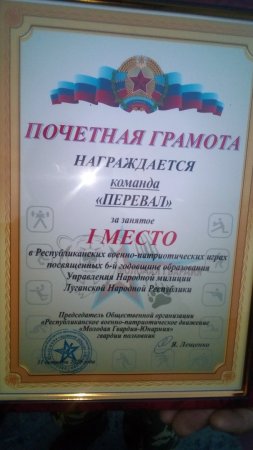 ПОЧЕТНАЯ ГРАМОТА
НАГРАЖДАЕТСЯ
команда
«ПЕРЕВАЛ»
за занятое
I МЕСТО
в Республиканских военно-патриотических играх
посвященных 6-й годовщине образования
Управления Народной милиции
Луганской Народной Республики
Председатель Общественной организации
«Республиканское военно-патриотическое движение
«Молодая Гвардия-Юнармия»
гвардии полковник
Я. Лещенко